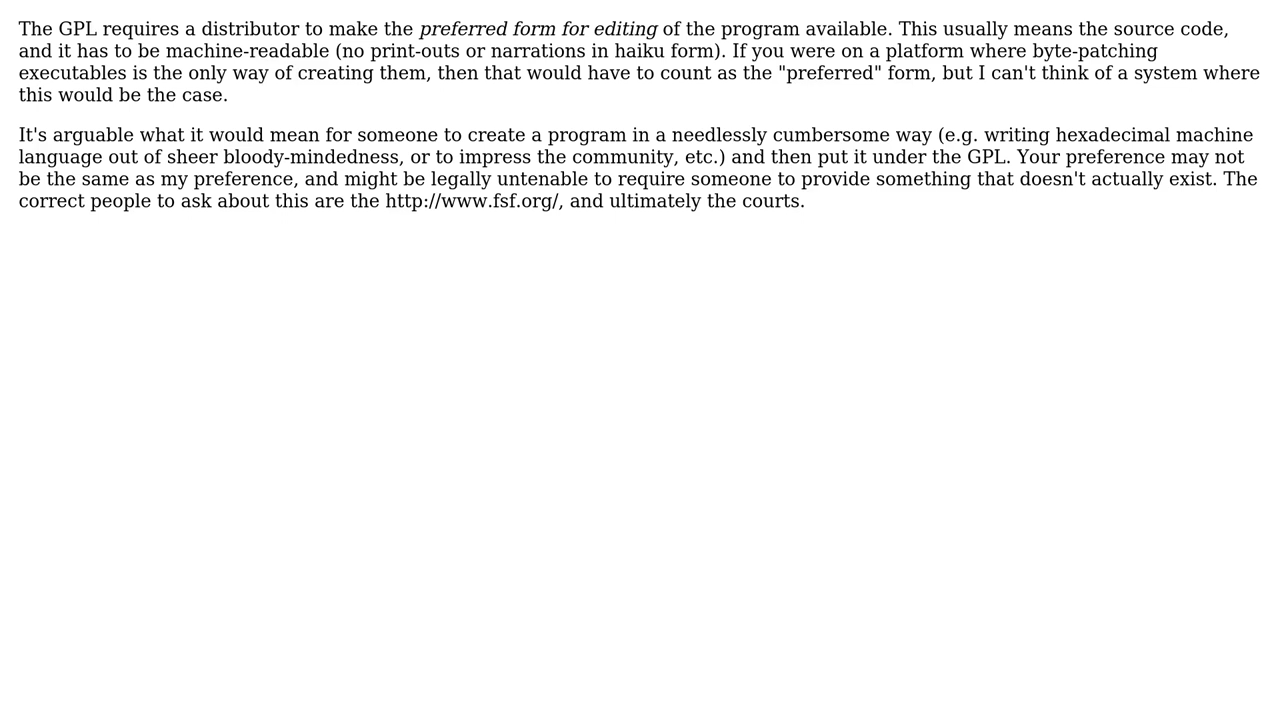 The GPL requires a distributor to make the preferred form for editing of the program available. This usually means the source code,
and it has to be machine-readable (no print-outs or narrations in haiku form). If you were on a platform where byte-patching
executables is the only way of creating them, then that would have to count as the "preferred" form, but I can't think of a system where
this would be the case.
It's arguable what it would mean for someone to create a program in a needlessly cumbersome way (e.g. writing hexadecimal machine
language out of sheer bloody-mindedness, or to impress the community, etc.) and then put it under the GPL. Your preference may not
be the same as my preference, and might be legally untenable to require someone to provide something that doesn't actually exist. The
correct people to ask about this are the http://www.fsf.org/, and ultimately the courts.